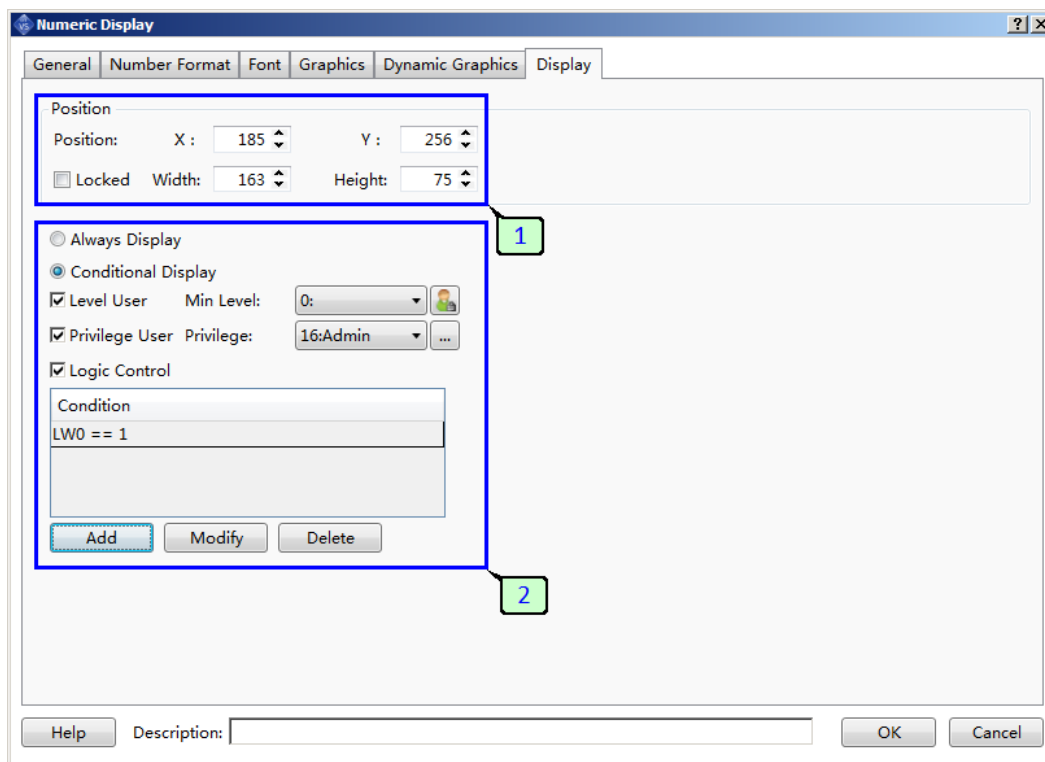 Numeric Display
General Number Format Font Graphics Dynamic Graphics Display
Position
Position: X : 185 Y : 256
Locked Width: 163 Height: 75
1
Always Display
Conditional Display
Level User Min Level: 0:
Privilege User Privilege: 16:Admin ...
Logic Control
Condition
LW0 == 1
Add Modify Delete
2
Help Description: OK Cancel